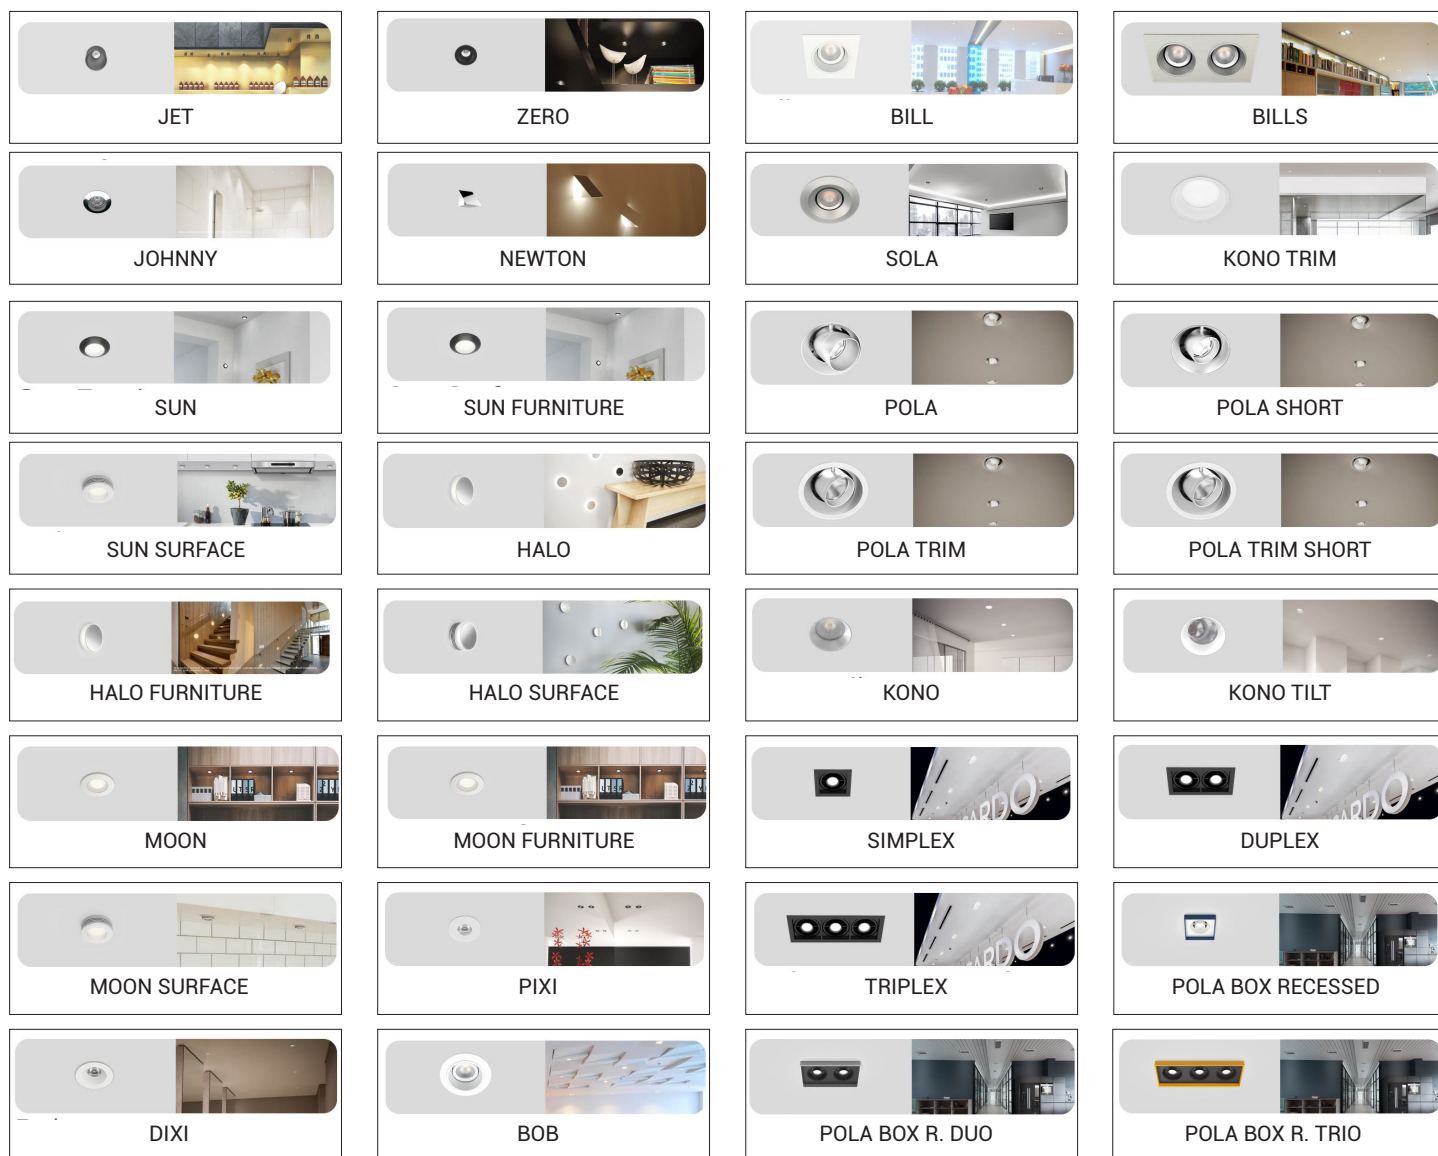 JET
ZERO
BILL
BILLS
JOHNNY
NEWTON
SOLA
KONO TRIM
SUN
SUN FURNITURE
POLA
POLA SHORT
SUN SURFACE
HALO
POLA TRIM
POLA TRIM SHORT
HALO FURNITURE
HALO SURFACE
KONO
KONO TILT
MOON
MOON FURNITURE
SIMPLEX
DUPLEX
MOON SURFACE
PIXI
TRIPLEX
POLA BOX RECESSED
DIXI
BOB
POLA BOX R. DUO
POLA BOX R. TRIO